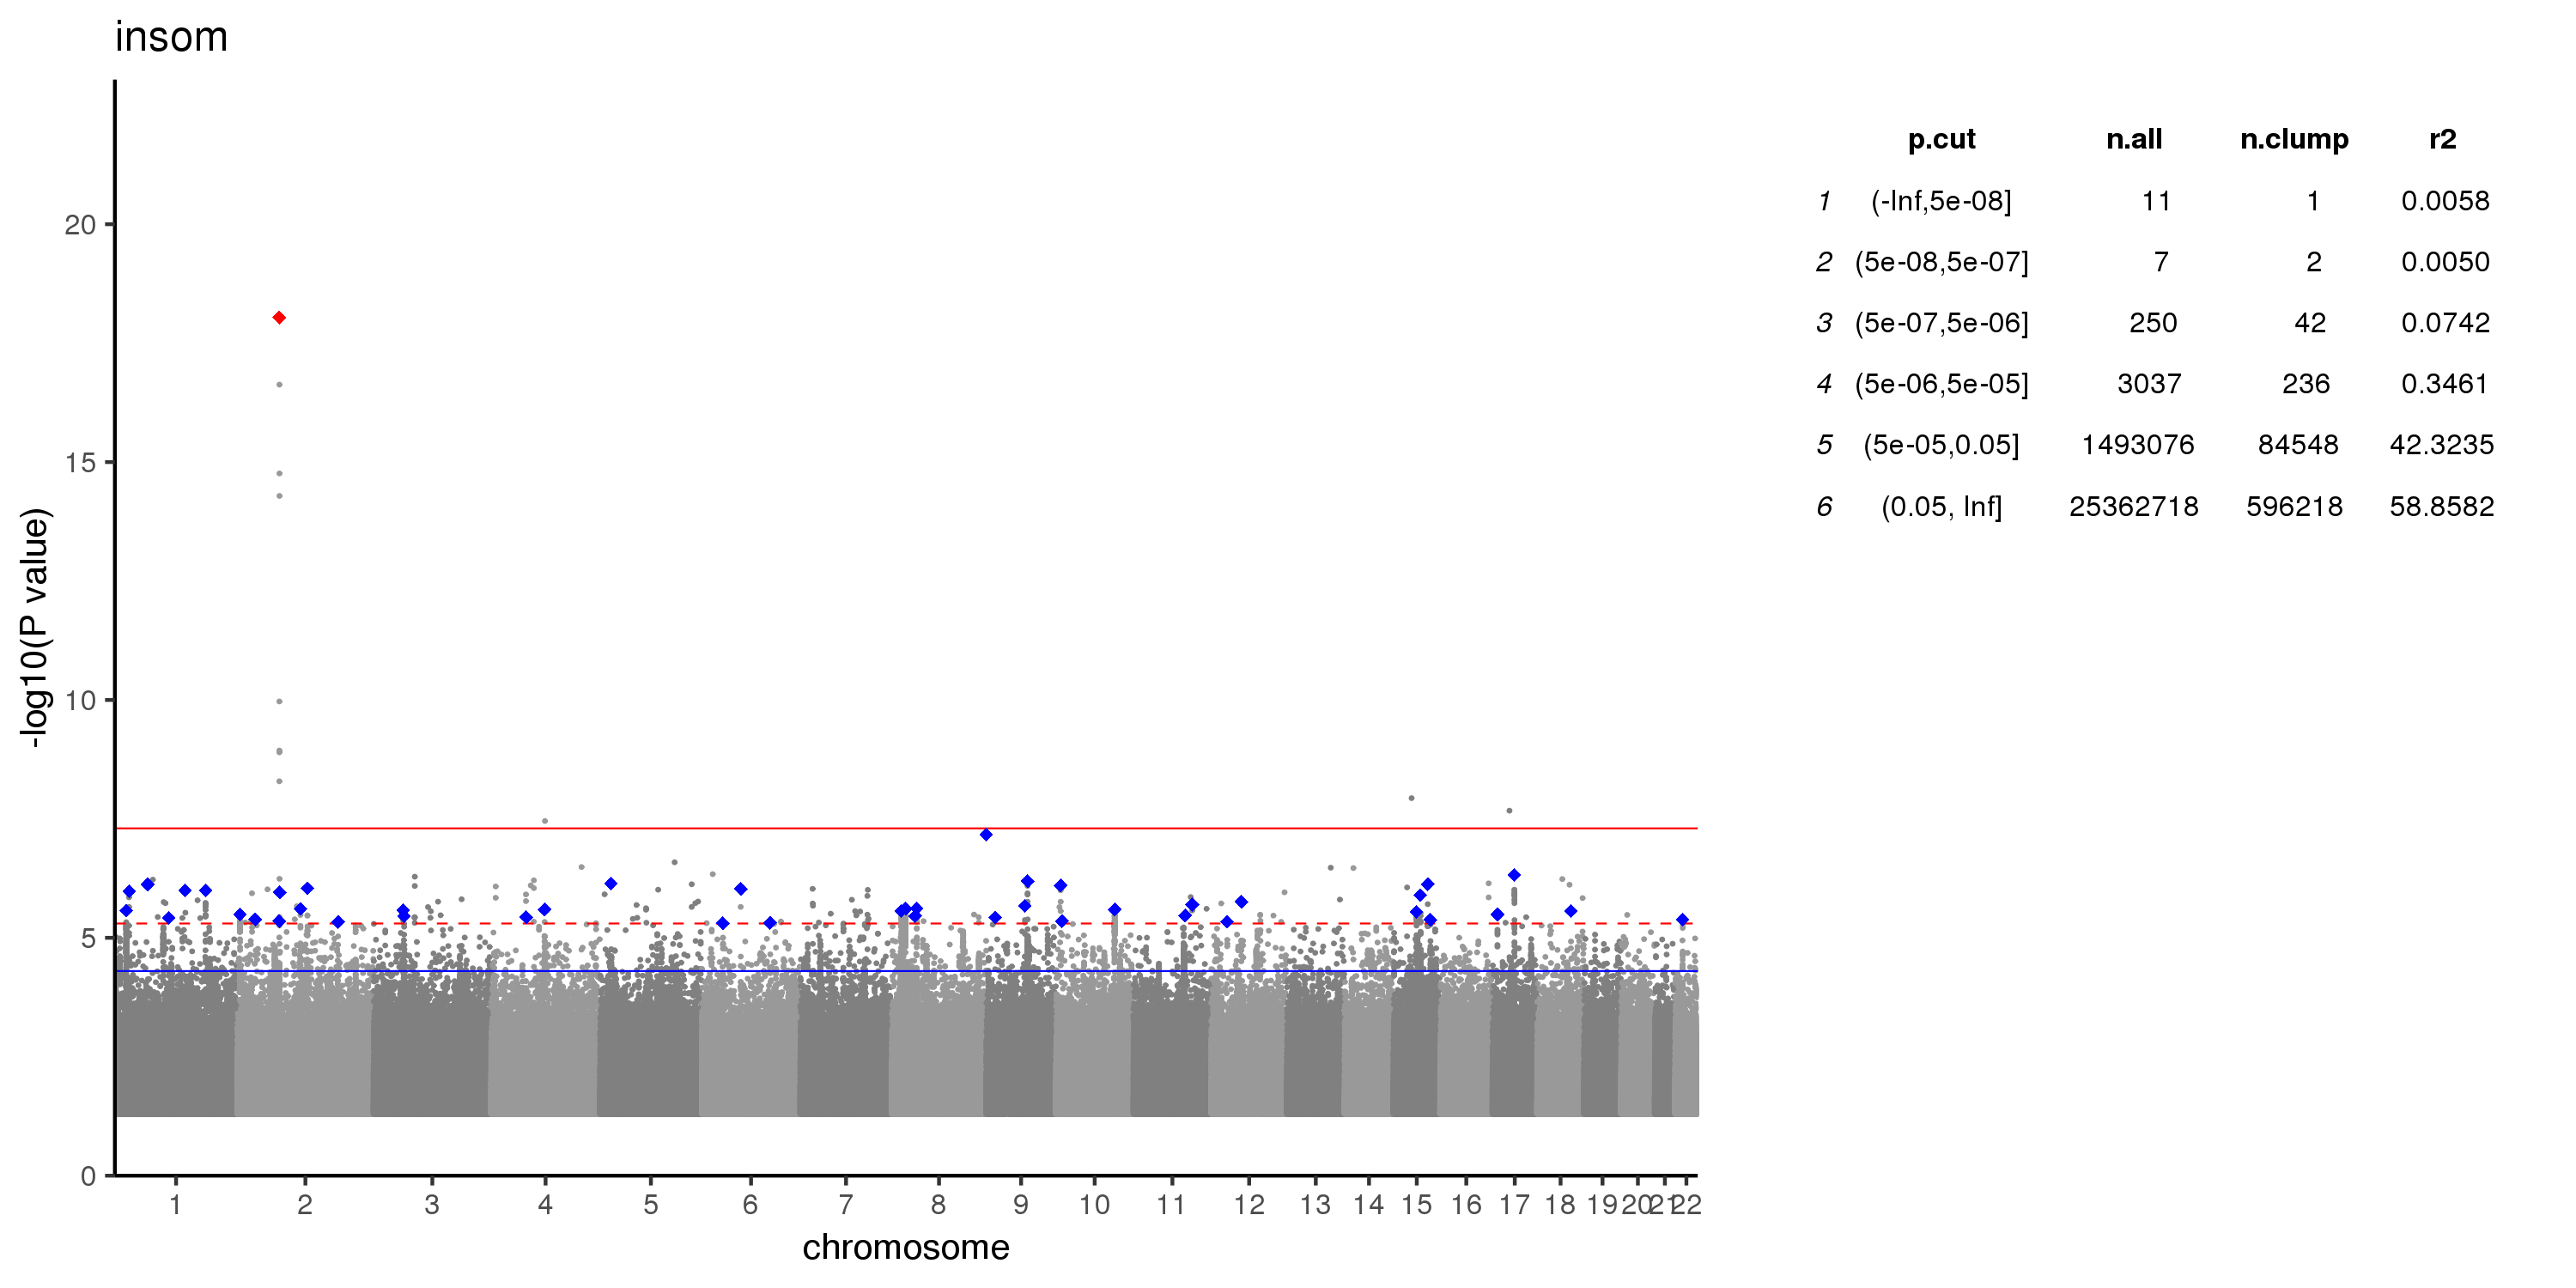 insom
-log10(P value)
20
15
10
5
0
1 2 3 4 5 6 7 8 9 10 11 12 13 14 15 16 17 18 19 20 21 22
chromosome
p.cut n.all n.clump r2
1 (-Inf,5e-08] 11 1 0.0058
2 (5e-08,5e-07] 7 2 0.0050
3 (5e-07,5e-06] 250 42 0.0742
4 (5e-06,5e-05] 3037 236 0.3461
5 (5e-05,0.05] 1493076 84548 42.3235
6 (0.05, Inf] 25362718 596218 58.8582